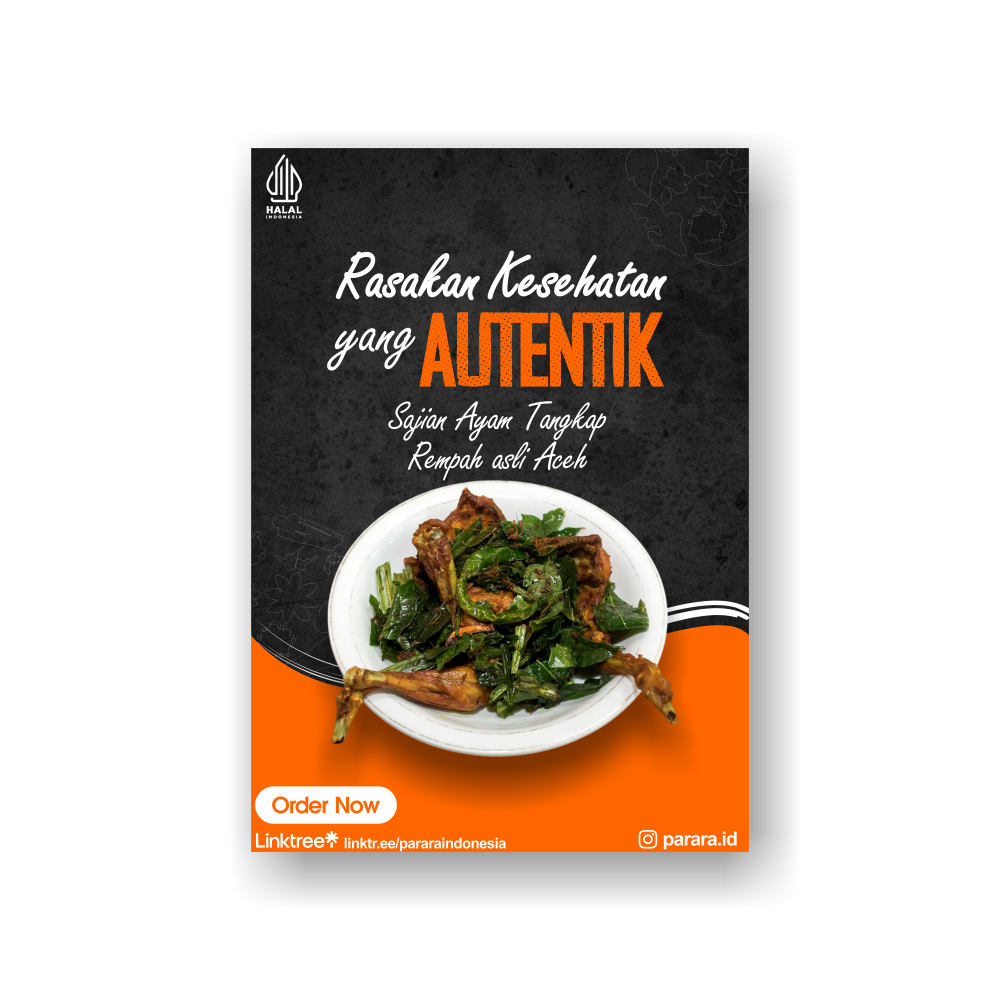 HALAL
INDONESIA
Rasakan Kesehatan
yang AUTENTIK
Sajian Ayam Tangkap
Rempah asli Aceh
Order Now
Linktree* linktr.ee/pararaindonesia
parara.id